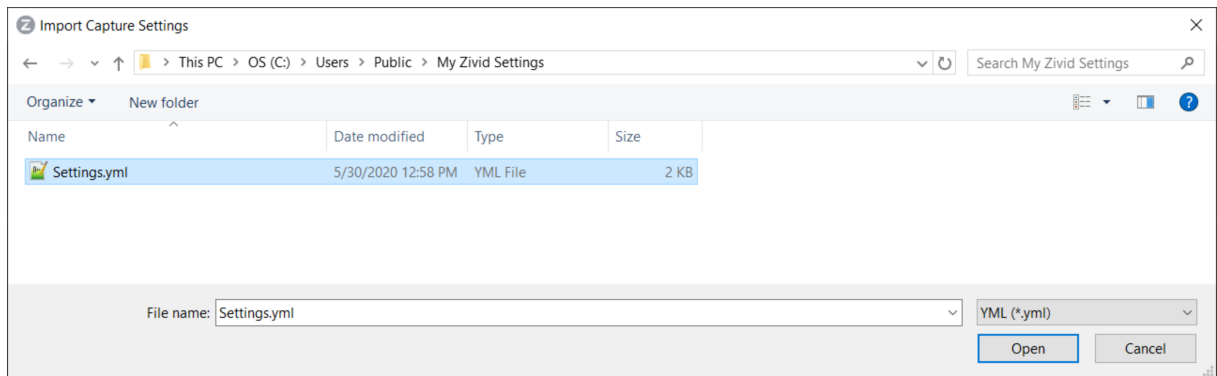 Import Capture Settings
This PC > OS (C:) > Users > Public > My Zivid Settings
Search My Zivid Settings
Organize New folder
Name Date modified Type Size
Settings.yml 5/30/2020 12:58 PM YML File 2 KB
File name: Settings.yml YML (*.yml)
Open Cancel